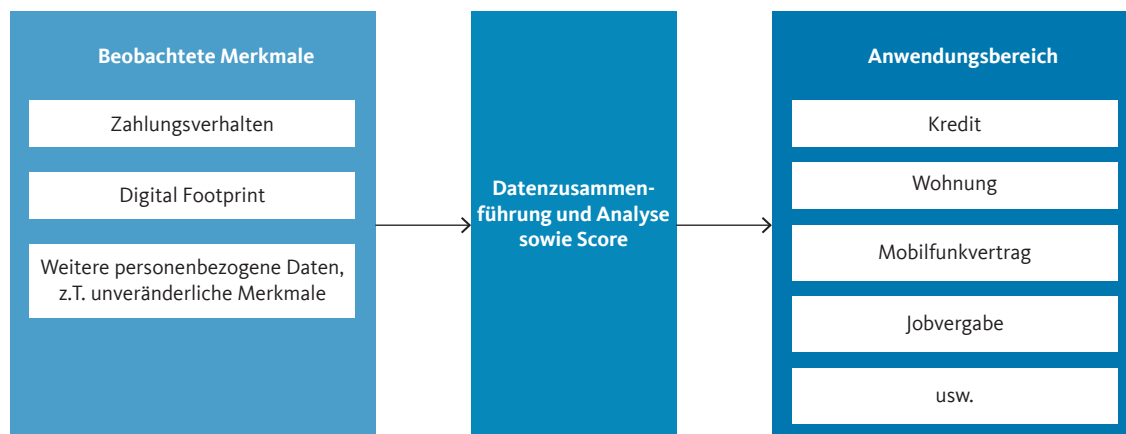 Beobachtete Merkmale
Zahlungsverhalten
Digital Footprint
Weitere personenbezogene Daten,
z.T. unveränderliche Merkmale
Datenzusammen-
führung und Analyse
sowie Score
Anwendungsbereich
Kredit
Wohnung
Mobilfunkvertrag
Jobvergabe
usw.